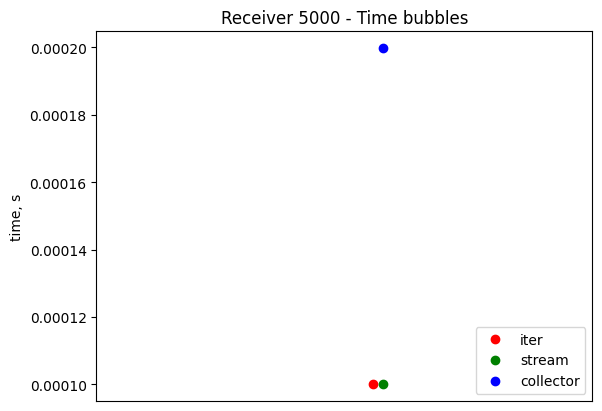 Receiver 5000 - Time bubbles
0.00020
0.00018
0.00016
0.00014
0.00012
0.00010
time, s
iter
stream
collector